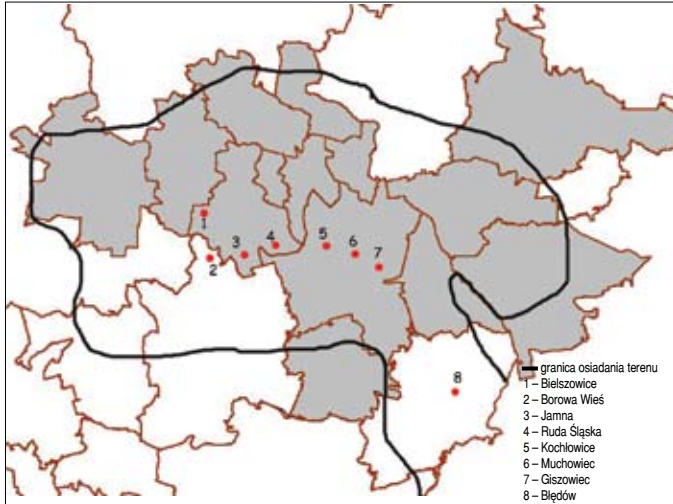 1
2
3
4
5
6
7
8
granica osiadania terenu
1 – Bielszowice
2 – Borowa Wieś
3 – Jamna
4 – Ruda Śląska
5 – Kochłowice
6 – Muchowiec
7 – Giszowiec
8 – Błędów